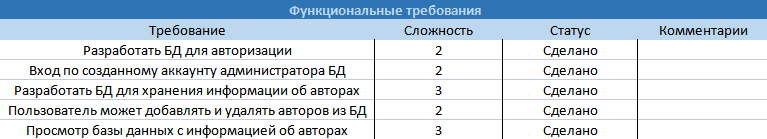 Функциональные требования
Требование Сложность Статус Комментарии
Разработать БД для авторизации 2 Сделано
Вход по созданному аккаунту администратора БД 2 Сделано
Разработать БД для хранения информации об авторах 3 Сделано
Пользователь может добавлять и удалять авторов из БД 2 Сделано
Просмотр базы данных с информацией об авторах 3 Сделано